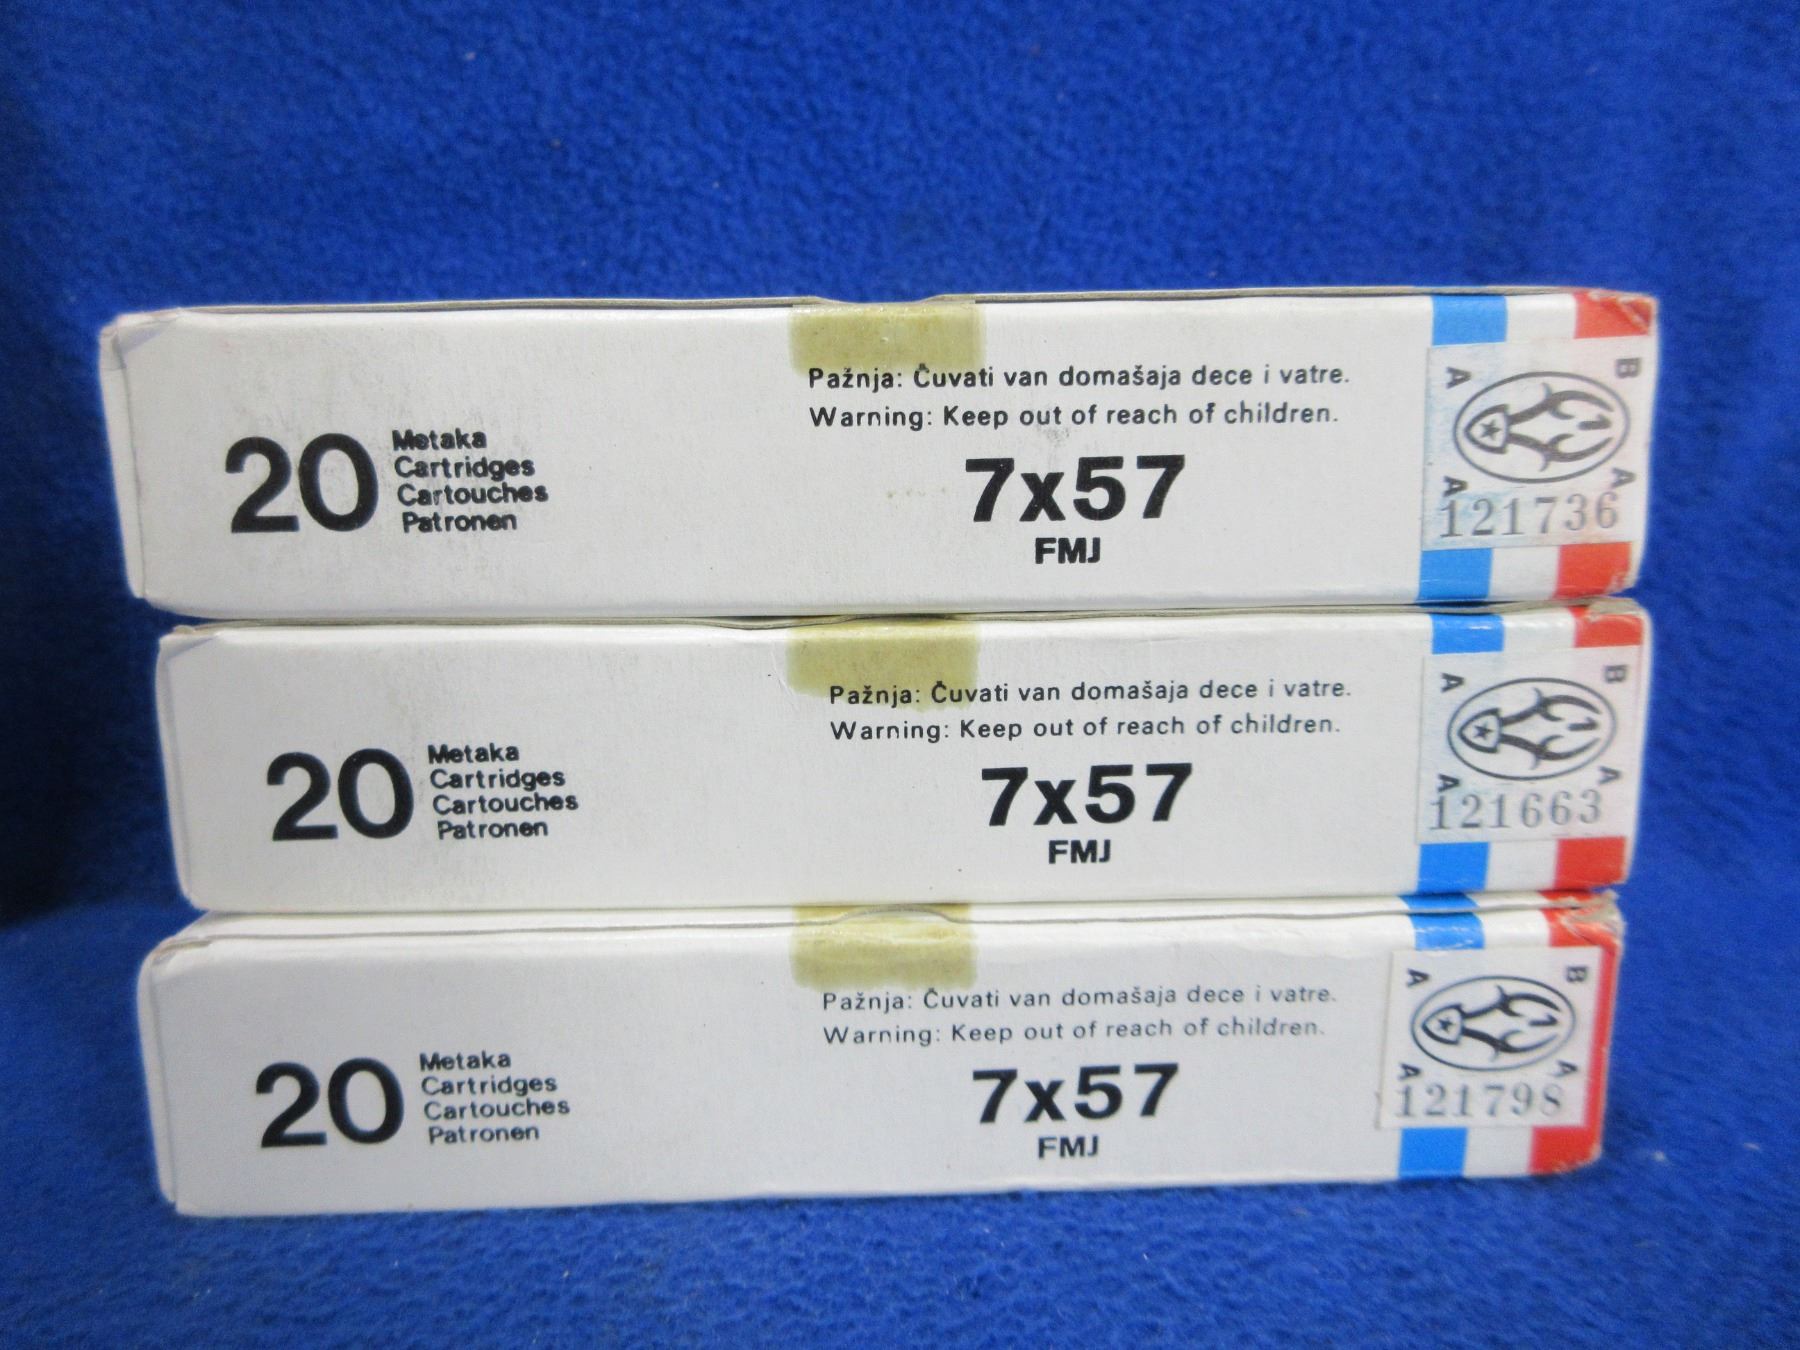 Pažnja: Čuvati van domašaja dece i vatre.
Warning: Keep out of reach of children.
20
Metaka
Cartridges
Cartouches
Patronen
7x57
FMJ
A B
A A
121736
Pažnja: Čuvati van domašaja dece i vatre.
Warning: Keep out of reach of children.
20
Metaka
Cartridges
Cartouches
Patronen
7x57
FMJ
A B
A A
121663
Pažnja: Čuvati van domašaja dece i vatre.
Warning: Keep out of reach of children.
20
Metaka
Cartridges
Cartouches
Patronen
7x57
FMJ
A B
A A
121798